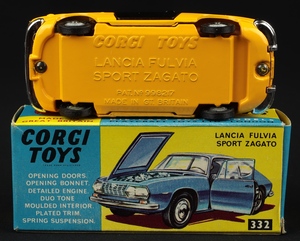 CORGI TOYS
LANCIA FULVIA
SPORT ZAGATO
MADE IN GT. BRITAIN
CORGI
TOYS
OPENING DOORS.
OPENING BONNET.
DETAILED ENGINE.
DUO TONE
MOULDED INTERIOR.
PLATED TRIM.
SPRING SUSPENSION.
LANCIA FULVIA
SPORT ZAGATO
332